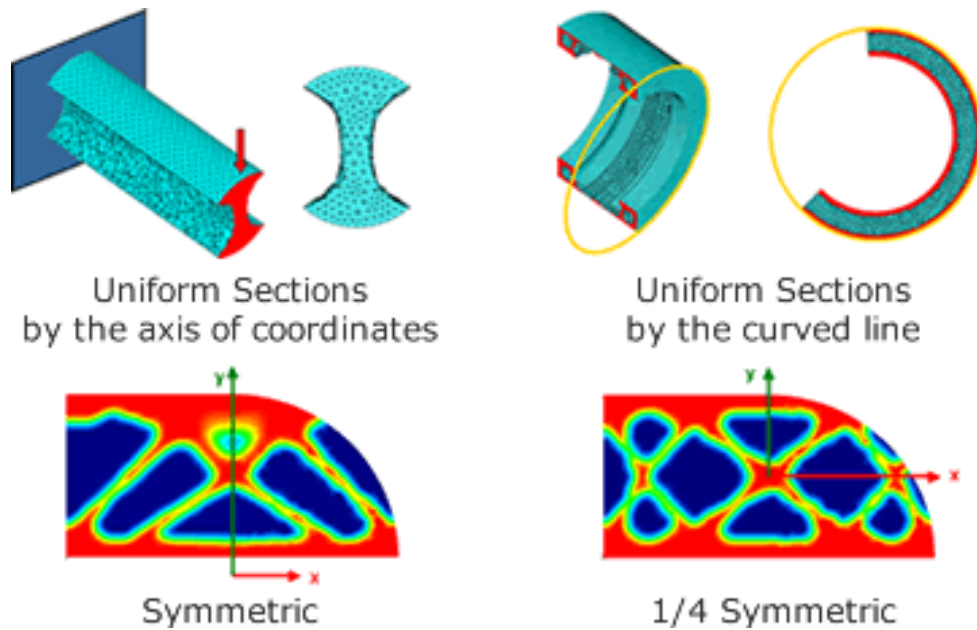 Uniform Sections
by the axis of coordinates
Uniform Sections
by the curved line
y
x
Symmetric
y
x
1/4 Symmetric